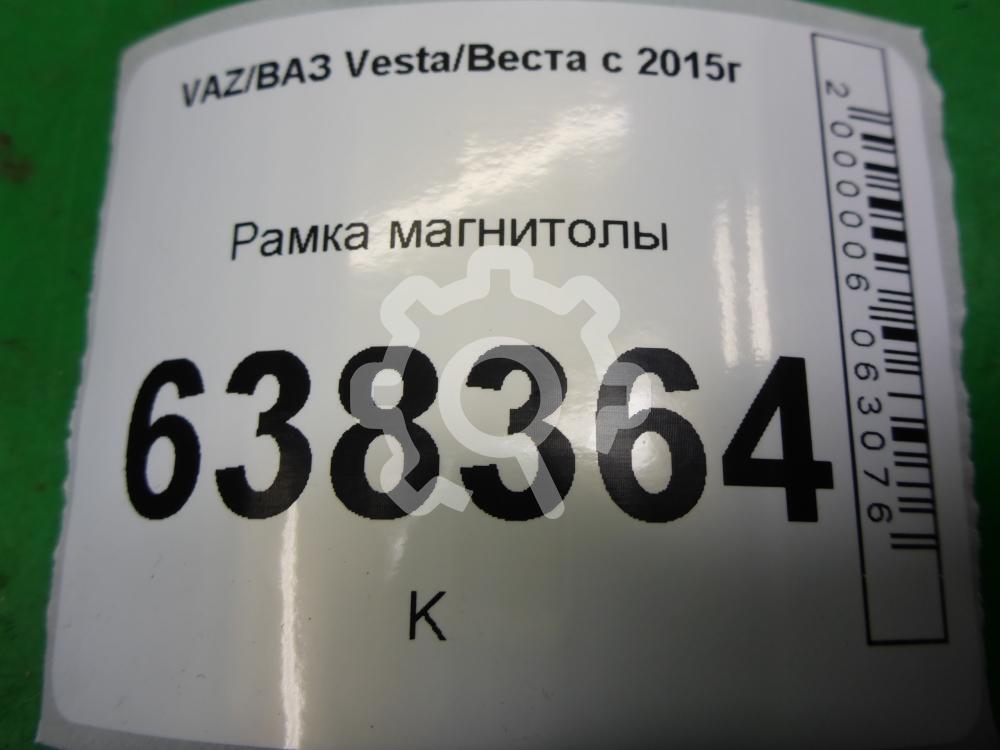 VAZ/ВАЗ Vesta/Веста с 2015г
Рамка магнитолы
638364
К
2000006063076